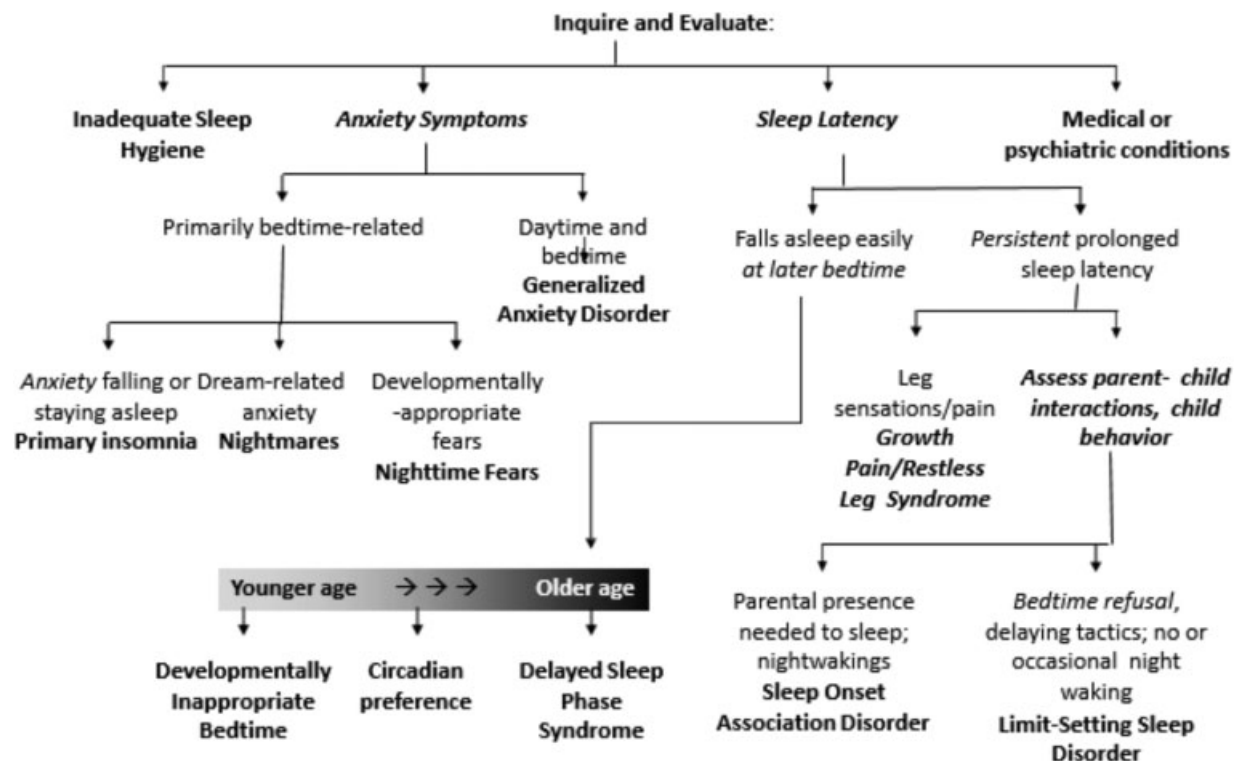 Inquire and Evaluate:
Inadequate Sleep
Hygiene
Anxiety Symptoms
Sleep Latency
Medical or
psychiatric conditions
Primarily bedtime-related
Daytime and
bedtime
Generalized
Anxiety Disorder
Falls asleep easily
at later bedtime
Persistent prolonged
sleep latency
Anxiety falling or
staying asleep
Primary insomnia
Dream-related
anxiety
Nightmares
Developmentally
-appropriate
fears
Nighttime Fears
Leg
sensations/pain
Growth
Pain/Restless
Leg Syndrome
Assess parent- child
interactions, child
behavior
Younger age → → → Older age
Developmentally
Inappropriate
Bedtime
Circadian
preference
Delayed Sleep
Phase
Syndrome
Parental presence
needed to sleep;
nightwakings
Sleep Onset
Association Disorder
Bedtime refusal,
delaying tactics; no or
occasional night
waking
Limit-Setting Sleep
Disorder